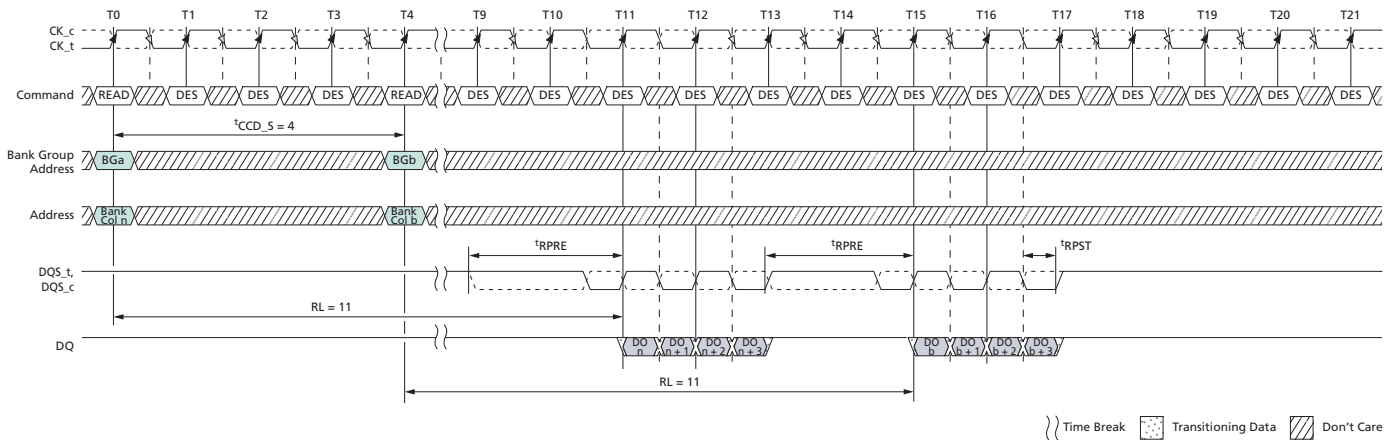 T0 T1 T2 T3 T4 T9 T10 T11 T12 T13 T14 T15 T16 T17 T18 T19 T20 T21
CK_c
CK_t
Command READ DES DES DES READ DES DES DES DES DES DES DES DES DES DES DES DES DES
tCCD_S = 4
Bank Group
Address BGa BGb
Address Bank
Col n Bank
Col b
tRPRE tRPRE tRPST
DQS_t,
DQS_c
RL = 11
DQ DO
n DO
n + 1 DO
n + 2 DO
n + 3 DO
b DO
b + 1 DO
b + 2 DO
b + 3
RL = 11
Time Break Transitioning Data Don't Care